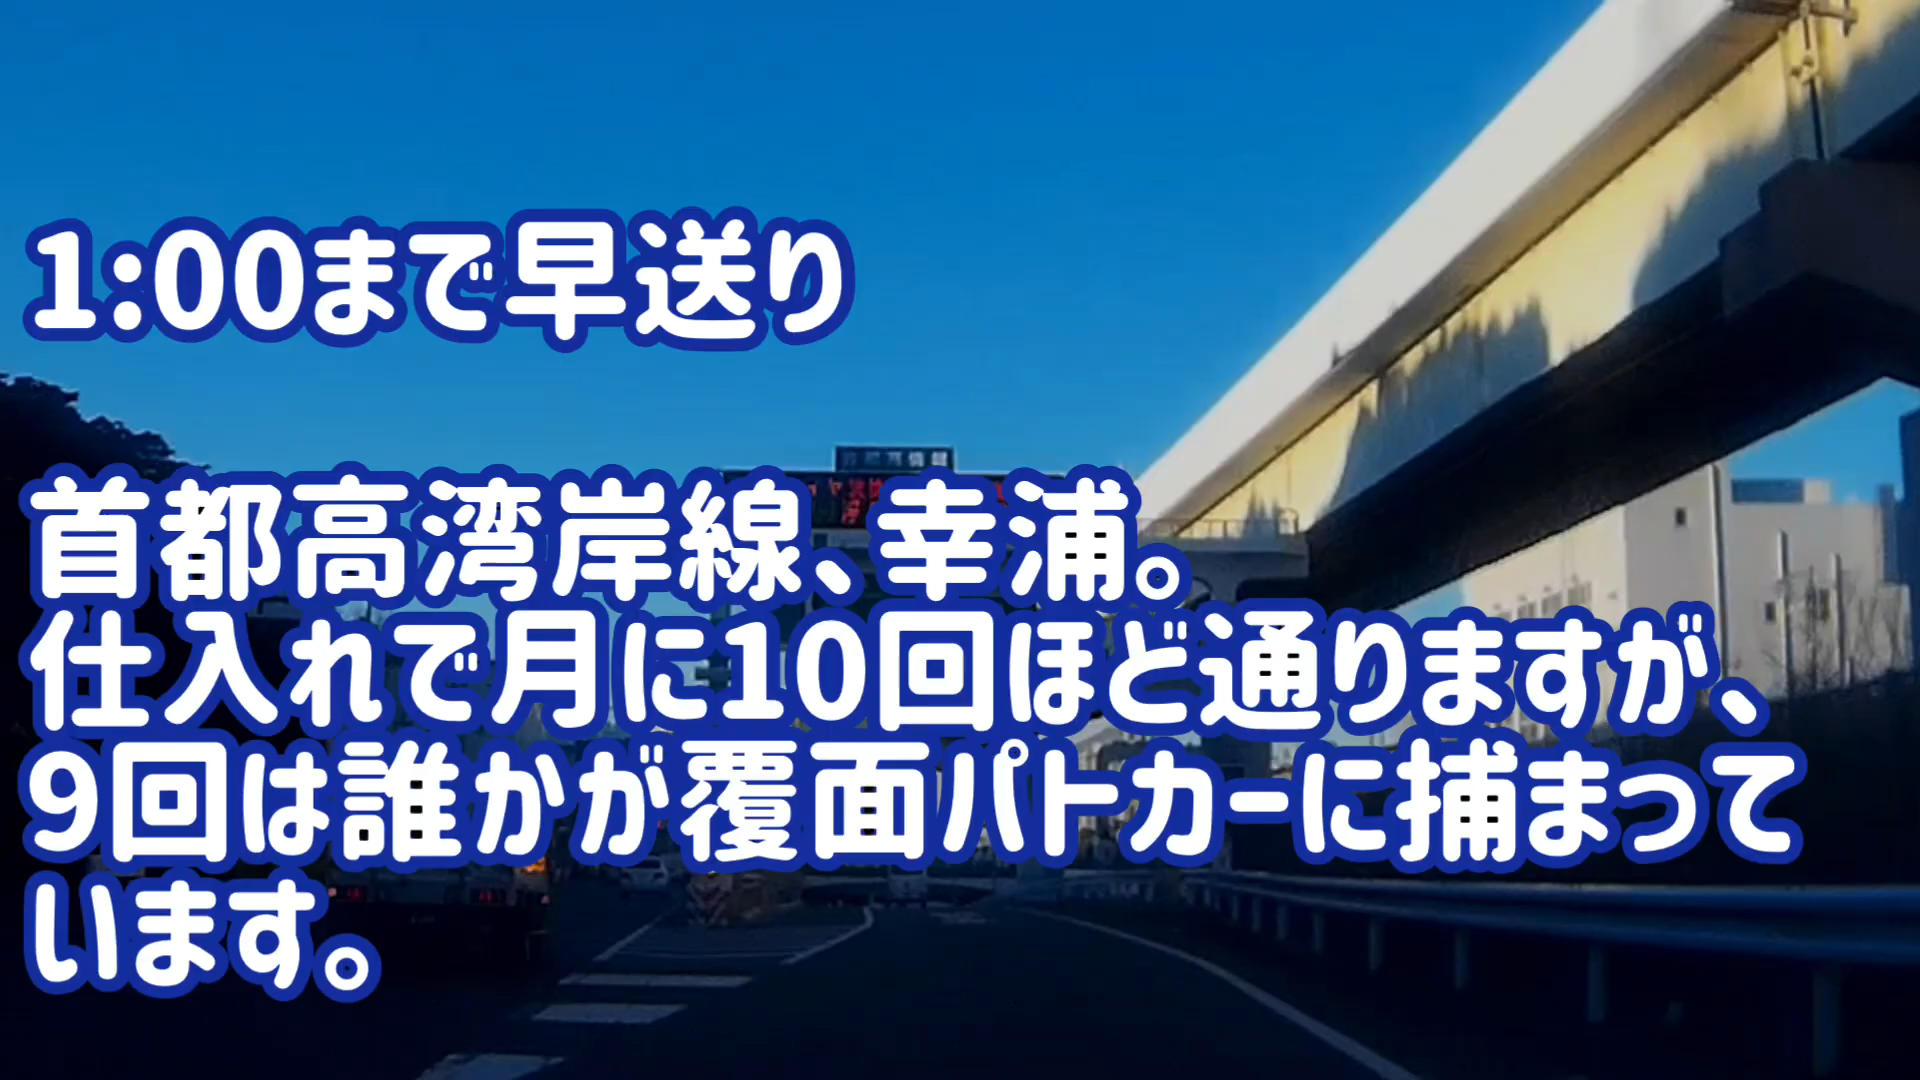 1:00まで早送り
首都高湾岸線、幸浦。
仕入れで月に10回ほど通りますが、
9回は誰かが覆面パトカーに捕まって
います。